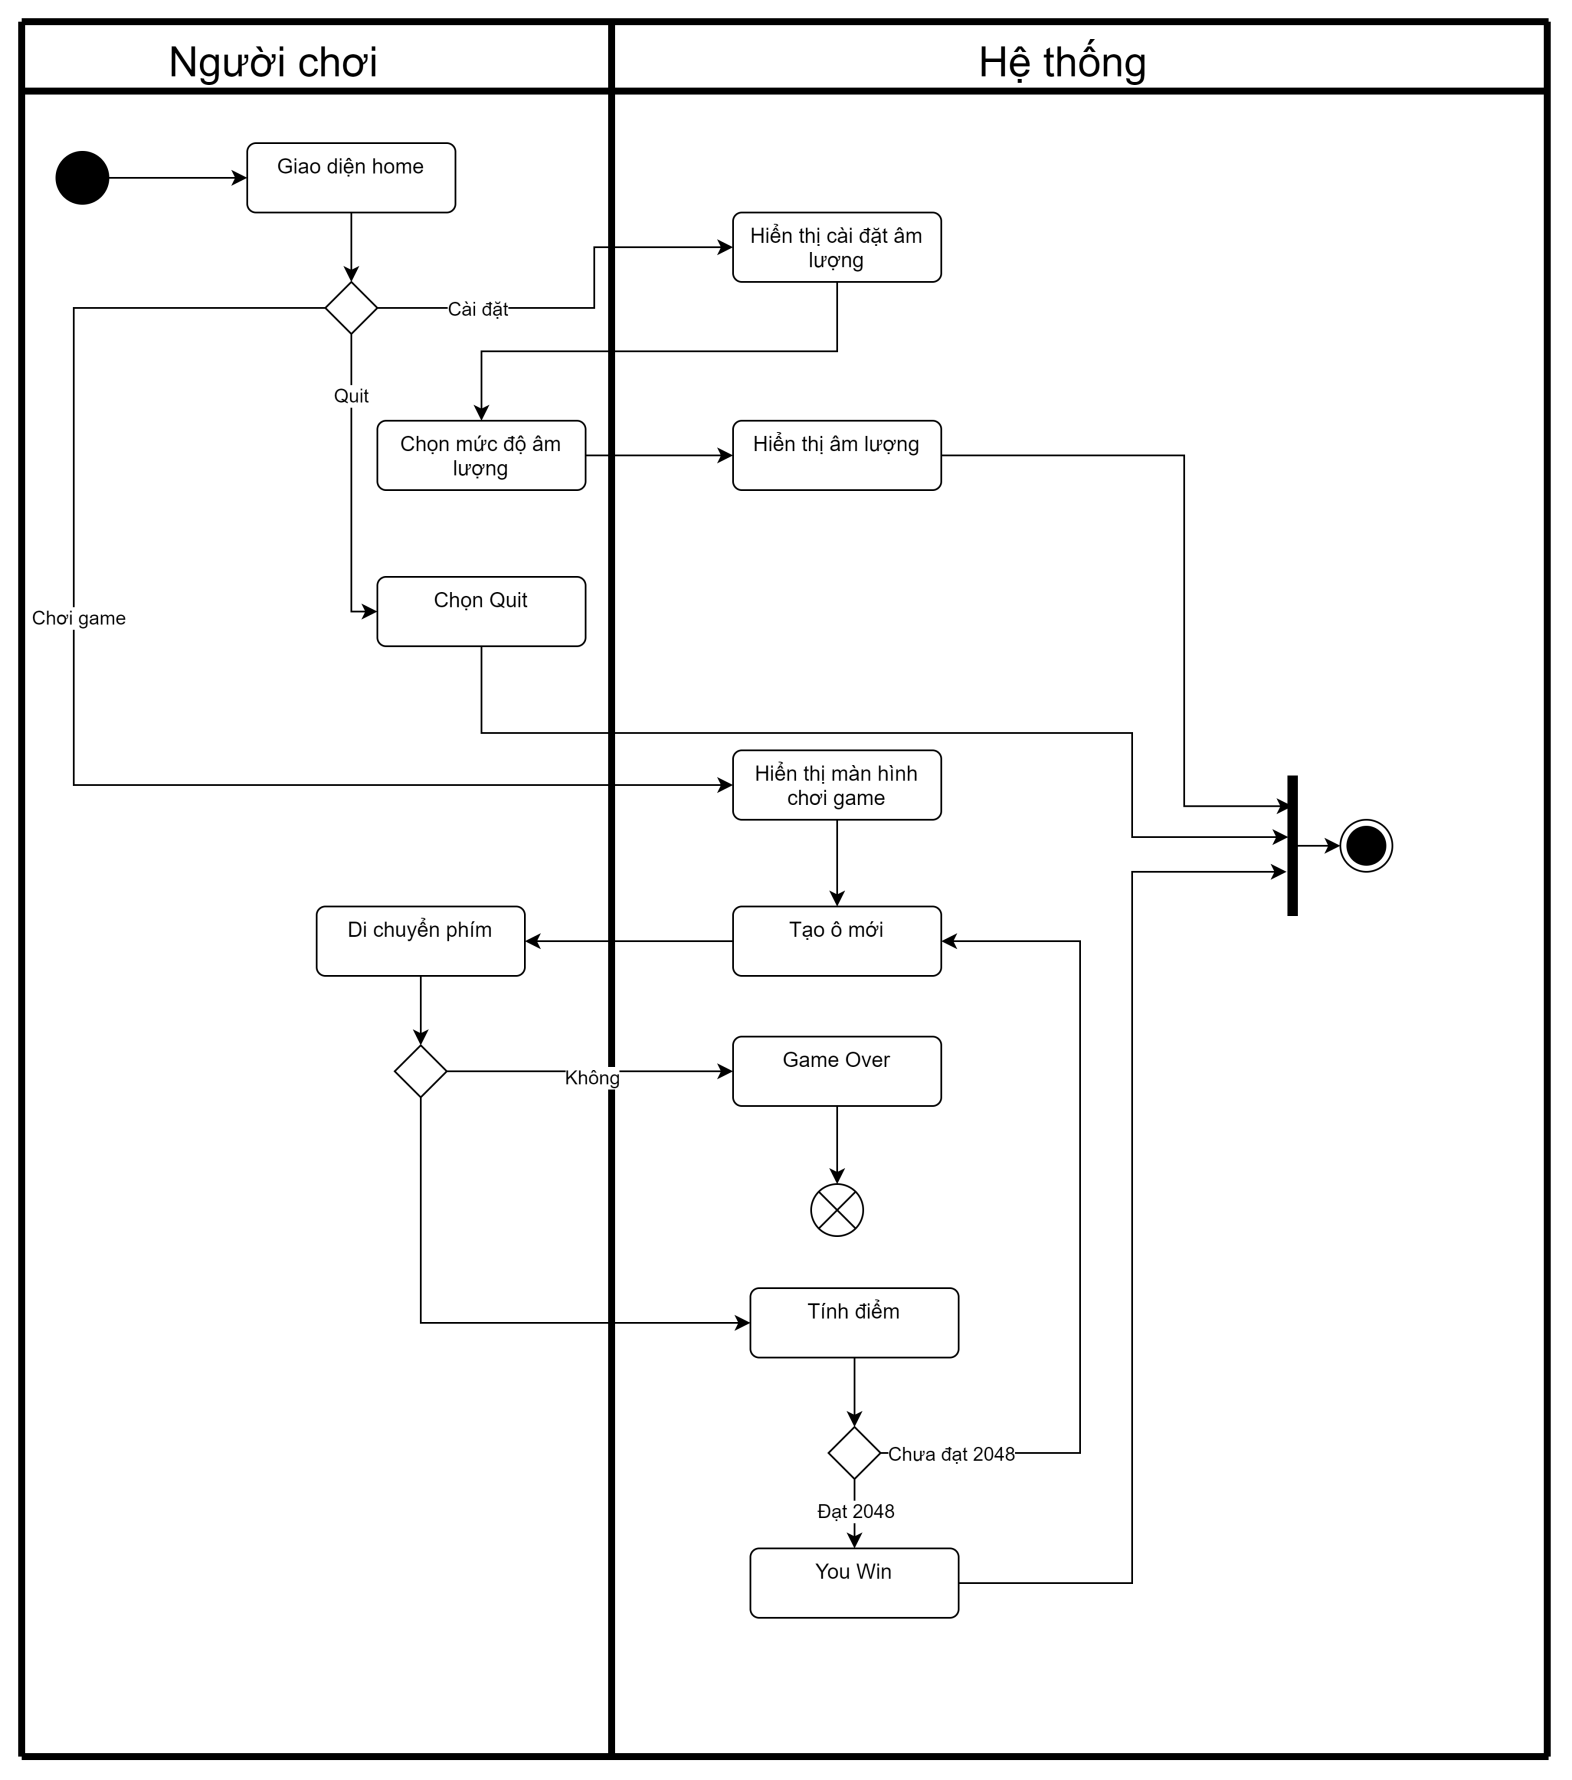 Người chơi
Hệ thống
Giao diện home
Hiển thị cài đặt âm
lượng
Cài đặt
Quit
Chọn mức độ âm
lượng
Hiển thị âm lượng
Chọn Quit
Chơi game
Hiển thị màn hình
chơi game
Di chuyển phím
Tạo ô mới
Game Over
Không
Tính điểm
Chưa đạt 2048
Đạt 2048
You Win